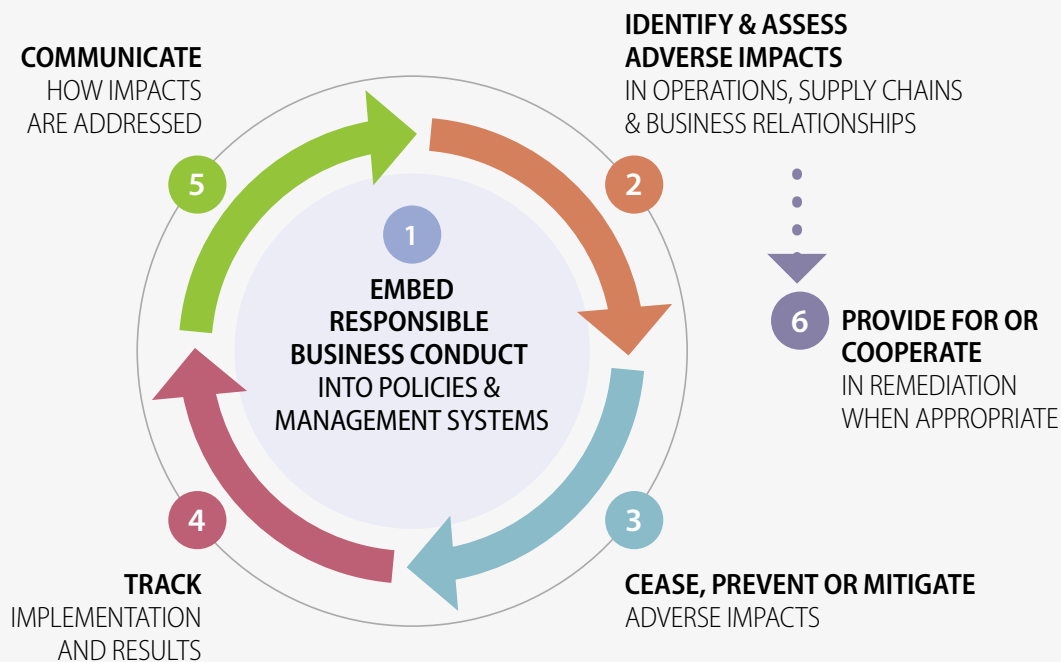 COMMUNICATE
HOW IMPACTS
ARE ADDRESSED
5
IDENTIFY & ASSESS
ADVERSE IMPACTS
IN OPERATIONS, SUPPLY CHAINS
& BUSINESS RELATIONSHIPS
2
1
EMBED
RESPONSIBLE
BUSINESS CONDUCT
INTO POLICIES &
MANAGEMENT SYSTEMS
6
PROVIDE FOR OR
COOPERATE
IN REMEDIATION
WHEN APPROPRIATE
4
TRACK
IMPLEMENTATION
AND RESULTS
3
CEASE, PREVENT OR MITIGATE
ADVERSE IMPACTS